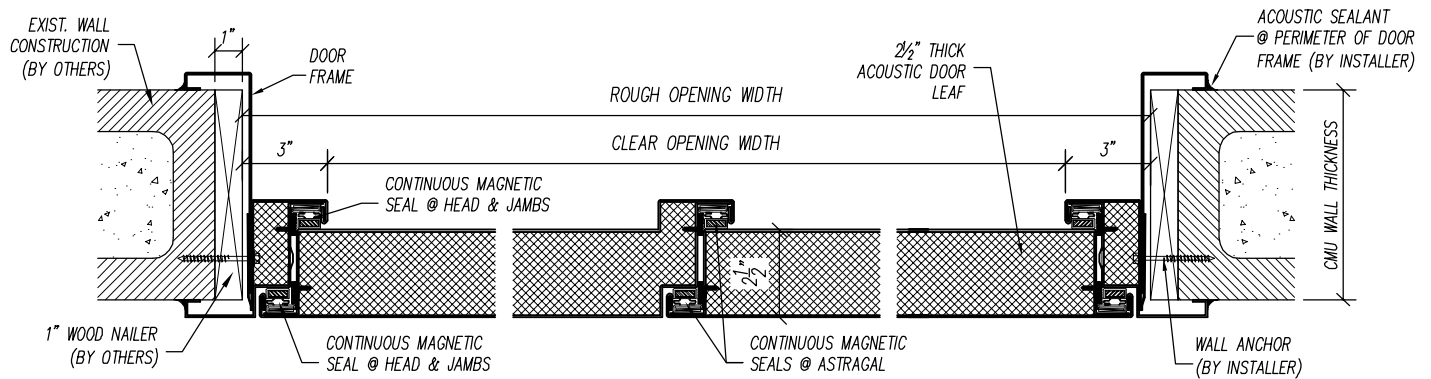 EXIST. WALL
CONSTRUCTION
(BY OTHERS)
1"
DOOR
FRAME
2½" THICK
ACOUSTIC DOOR
LEAF
ACOUSTIC SEALANT
@ PERIMETER OF DOOR
FRAME (BY INSTALLER)
ROUGH OPENING WIDTH
CLEAR OPENING WIDTH
3"
3"
CONTINUOUS MAGNETIC
SEAL @ HEAD & JAMBS
2½"
CMU WALL THICKNESS
1" WOOD NAILER
(BY OTHERS)
CONTINUOUS MAGNETIC
SEAL @ HEAD & JAMBS
CONTINUOUS MAGNETIC
SEALS @ ASTRAGAL
WALL ANCHOR
(BY INSTALLER)